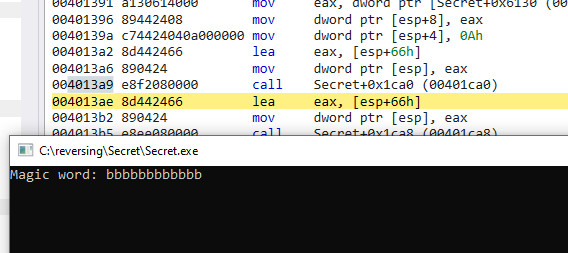 00401391 a130614000 mov eax, dword ptr [Secret+0x6130 (00
00401396 89442408 mov dword ptr [esp+8], eax
0040139a c74424040a000000 mov dword ptr [esp+4], 0Ah
004013a2 8d442466 lea eax, [esp+66h]
004013a6 890424 mov dword ptr [esp], eax
004013a9 e8f2080000 call Secret+0x1ca0 (00401ca0)
004013ae 8d442466 lea eax, [esp+66h]
004013b2 890424 mov dword ptr [esp], eax
004013b5 e8ee080000 call Secret+0x1ca8 (00401ca8)
C:\reversing\Secret\Secret.exe
Magic word: bbbbbbbbbbbb